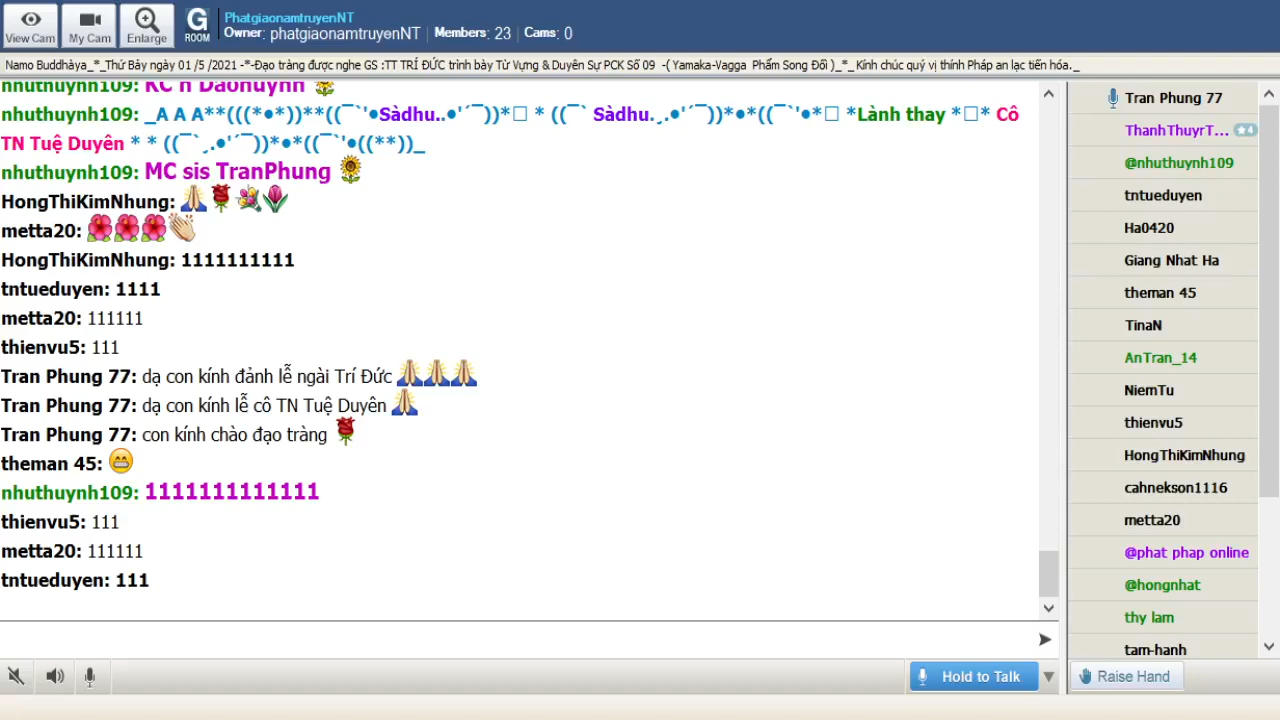 View Cam
My Cam
Enlarge
G ROOM
PhatgiaonamtruyenNT
Owner: phatgiaonamtruyenNT | Members: 23 | Cams: 0
Namo Buddhàya_*_Thứ Bảy ngày 01 /5 /2021 -*-Đạo tràng được nghe GS :TT TRÍ ĐỨC trình bày Từ Vựng & Duyên Sự PCK Số 09 -( Yamaka-Vagga Phẩm Song Đối )_*_ Kính chúc quý vị thính Pháp an lạc tiến hóa._
nhuthuynh109: KC n Daohuynh
nhuthuynh109: _A A A**(((*●*))**((¯`'●Sàdhu..●'´¯))*●□ * ((¯` Sàdhu.¸.●'´¯))*●*((¯`'●*□ *Lành thay *□* Cô
TN Tuệ Duyên * * ((¯`¸.●'´¯))*●*((¯`'●((**))_
nhuthuynh109: MC sis TranPhung 🌻
HongThiKimNhung: 🙏🌹💐🌷
metta20: 🌺🌺🌺👏
HongThiKimNhung: 1111111111
tntueduyen: 1111
metta20: 111111
thienvu5: 111
Tran Phung 77: dạ con kính đảnh lễ ngài Trí Đức 🙏🙏🙏
Tran Phung 77: dạ con kính lễ cô TN Tuệ Duyên 🙏
Tran Phung 77: con kính chào đạo tràng 🌹
theman 45: 😁
nhuthuynh109: 1111111111111
thienvu5: 111
metta20: 111111
tntueduyen: 111
Hold to Talk
Tran Phung 77
ThanhThuyrT... ★4
@nhuthuynh109
tntueduyen
Ha0420
Giang Nhat Ha
theman 45
TinaN
AnTran_14
NiemTu
thienvu5
HongThiKimNhung
cahnekson1116
metta20
@phat phap online
@hongnhat
thy lam
tam-hanh
Raise Hand